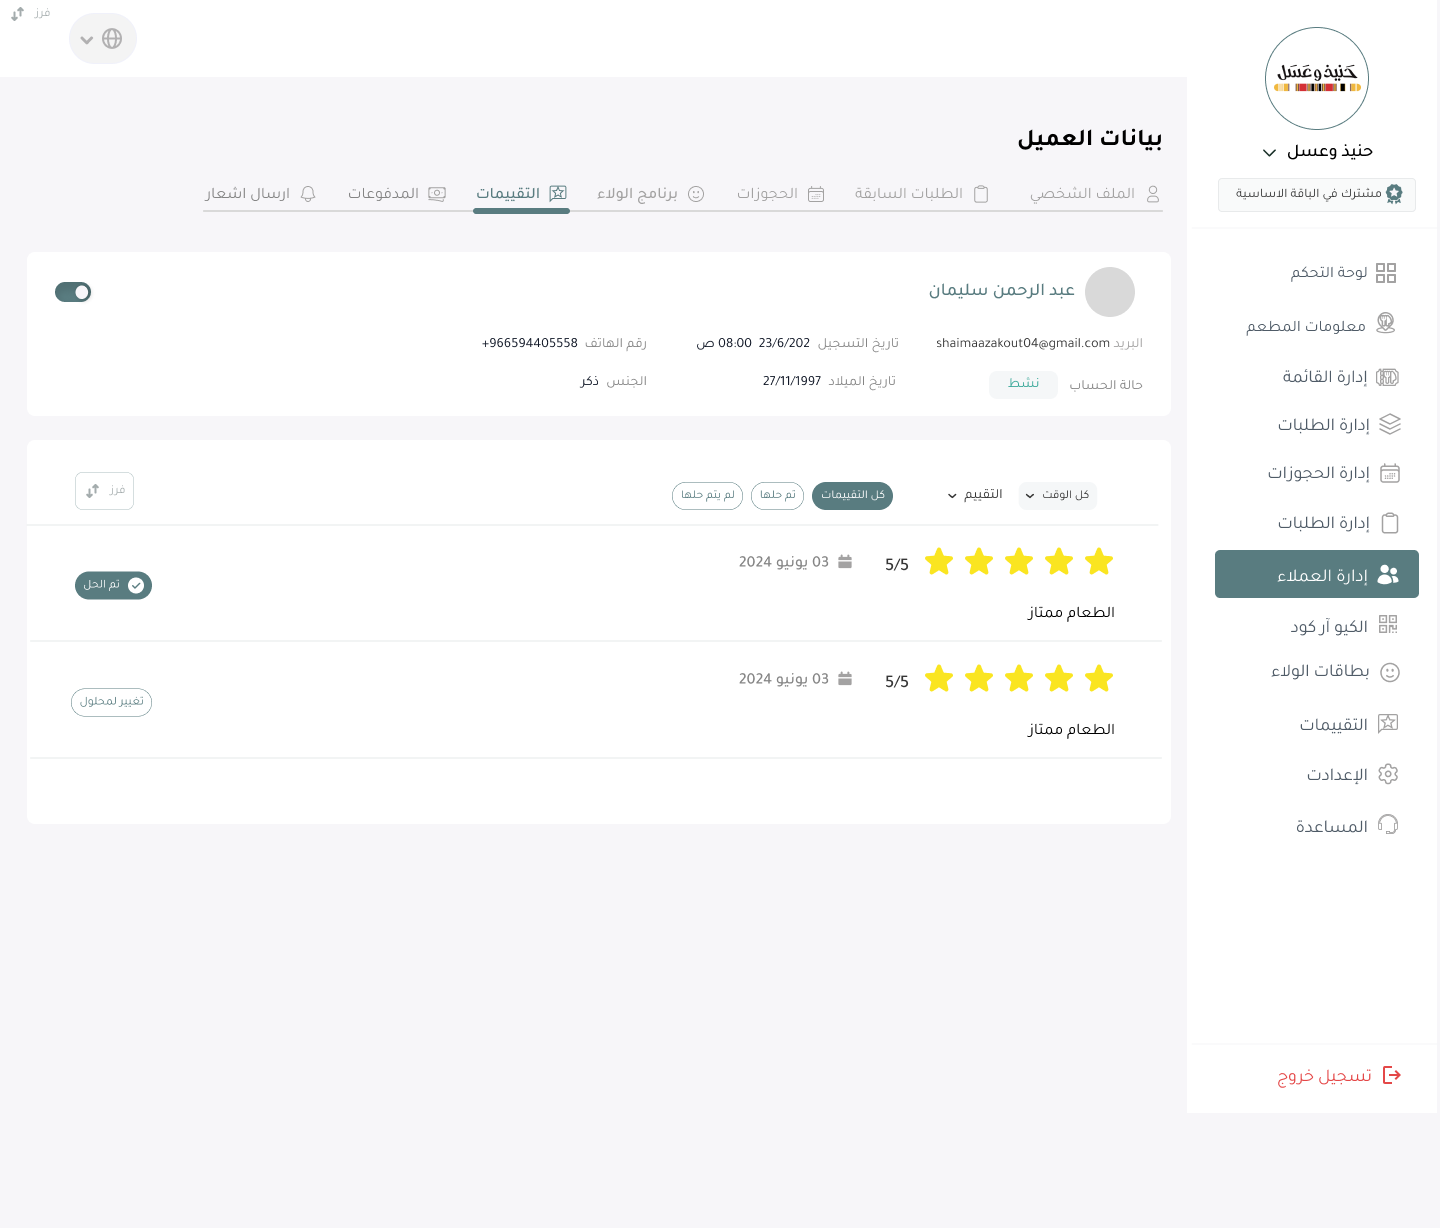 فرز
حَنيذ وعَسَل
حنيذ وعسل
مشترك في الباقة الاساسية
لوحة التحكم
معلومات المطعم
إدارة القائمة
إدارة الطلبات
إدارة الحجوزات
إدارة الطلبات
إدارة العملاء
الكيو آر كود
بطاقات الولاء
التقييمات
الإعدادت
المساعدة
تسجيل خروج
بيانات العميل
الملف الشخصي الطلبات السابقة الحجوزات برنامج الولاء التقييمات المدفوعات ارسال اشعار
عبد الرحمن سليمان
البريد shaimaazakout04@gmail.com تاريخ التسجيل 23/6/202 08:00 ص رقم الهاتف +966594405558
حالة الحساب نشط تاريخ الميلاد 27/11/1997 الجنس ذكر
كل الوقت التقييم كل التقييمات تم حلها لم يتم حلها فرز
5/5 03 يونيو 2024
تم الحل
الطعام ممتاز
5/5 03 يونيو 2024
تغيير لمحلول
الطعام ممتاز